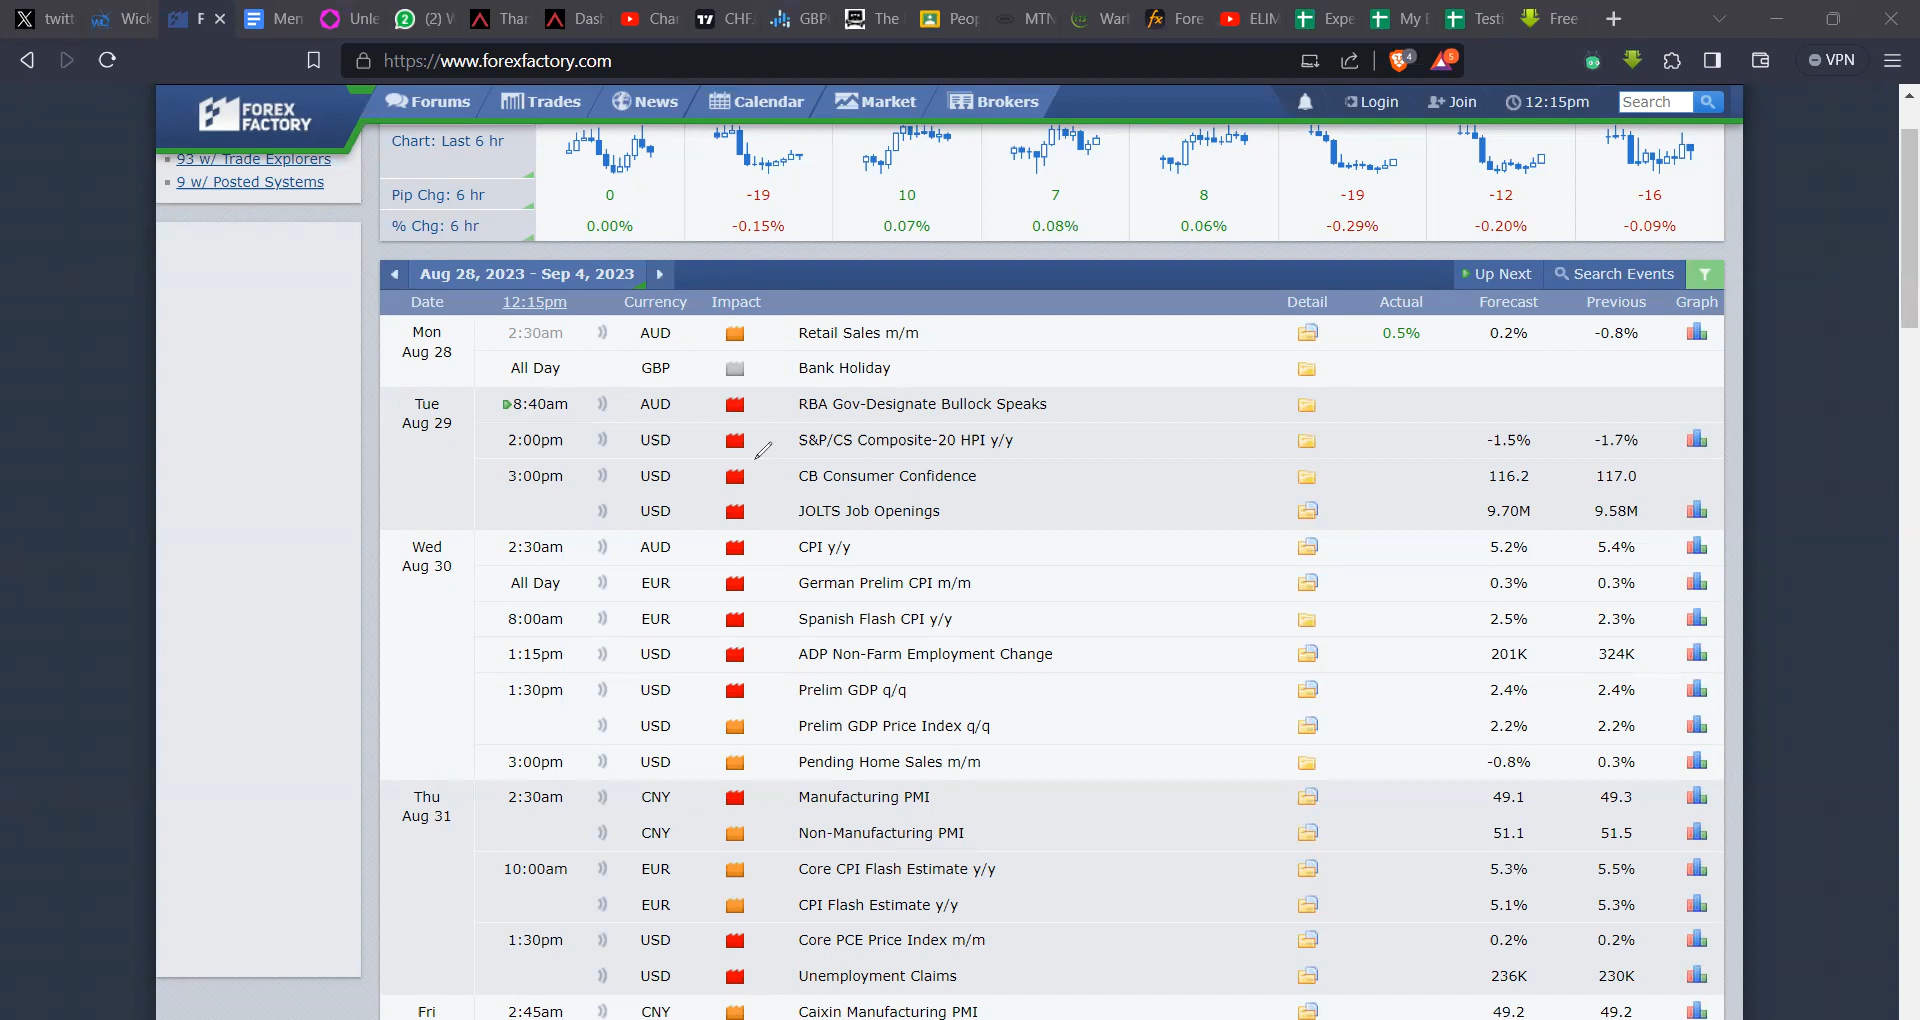 twitt Wick F Men Unle (2) V Thar Dash Cha CHF. GBP The Peop MTN Warl Fore ELIM Expe My E Testi Free
https://www.forexfactory.com 4 5 VPN
FOREX FACTORY Forums Trades News Calendar Market Brokers Login Join 12:15pm Search
93 w/ Trade Explorers
9 w/ Posted Systems
Chart: Last 6 hr
Pip Chg: 6 hr 0 -19 10 7 8 -19 -12 -16
% Chg: 6 hr 0.00% -0.15% 0.07% 0.08% 0.06% -0.29% -0.20% -0.09%
Aug 28, 2023 - Sep 4, 2023 Up Next Search Events
Date 12:15pm Currency Impact Detail Actual Forecast Previous Graph
Mon Aug 28 2:30am AUD Retail Sales m/m 0.5% 0.2% -0.8%
All Day GBP Bank Holiday
Tue Aug 29 8:40am AUD RBA Gov-Designate Bullock Speaks
2:00pm USD S&P/CS Composite-20 HPI y/y -1.5% -1.7%
3:00pm USD CB Consumer Confidence 116.2 117.0
USD JOLTS Job Openings 9.70M 9.58M
Wed Aug 30 2:30am AUD CPI y/y 5.2% 5.4%
All Day EUR German Prelim CPI m/m 0.3% 0.3%
8:00am EUR Spanish Flash CPI y/y 2.5% 2.3%
1:15pm USD ADP Non-Farm Employment Change 201K 324K
1:30pm USD Prelim GDP q/q 2.4% 2.4%
USD Prelim GDP Price Index q/q 2.2% 2.2%
3:00pm USD Pending Home Sales m/m -0.8% 0.3%
Thu Aug 31 2:30am CNY Manufacturing PMI 49.1 49.3
CNY Non-Manufacturing PMI 51.1 51.5
10:00am EUR Core CPI Flash Estimate y/y 5.3% 5.5%
EUR CPI Flash Estimate y/y 5.1% 5.3%
1:30pm USD Core PCE Price Index m/m 0.2% 0.2%
USD Unemployment Claims 236K 230K
Fri 2:45am CNY Caixin Manufacturing PMI 49.2 49.2